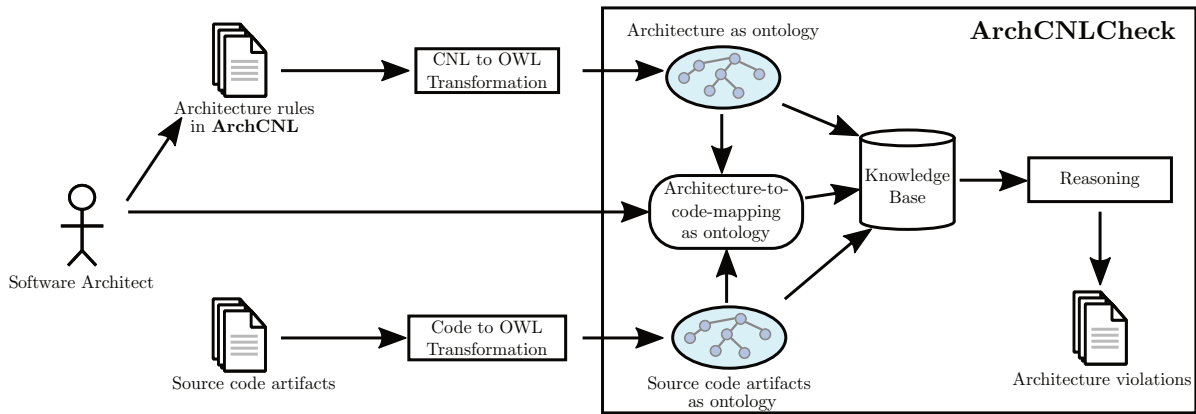 Architecture as ontology
ArchCNLCheck
CNL to OWL
Transformation
Architecture rules
in ArchCNL
Architecture-to-
code-mapping
as ontology
Knowledge
Base
Reasoning
Software Architect
Code to OWL
Transformation
Source code artifacts
Source code artifacts
as ontology
Architecture violations